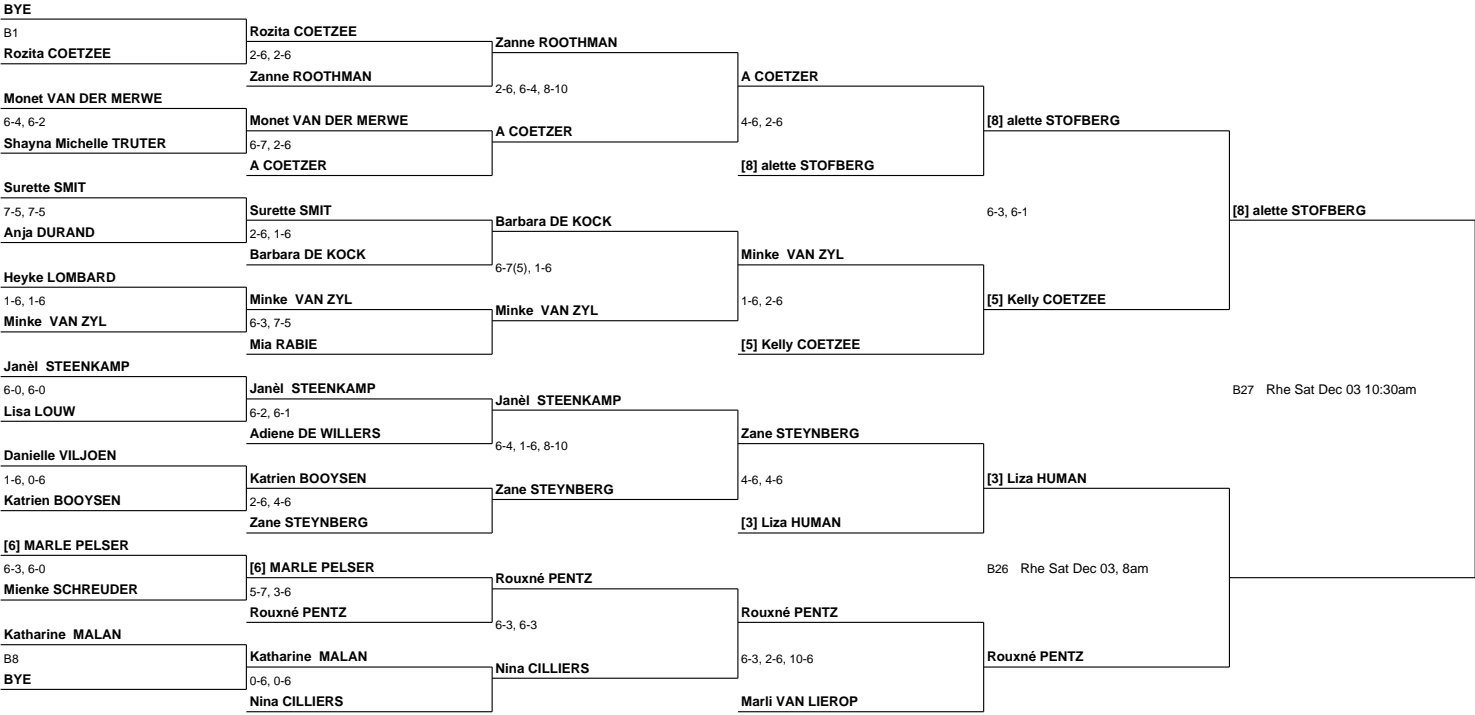 BYE
B1
Rozita COETZEE
Monet VAN DER MERWE
6-4, 6-2
Shayna Michelle TRUTER
Surette SMIT
7-5, 7-5
Anja DURAND
Heyke LOMBARD
1-6, 1-6
Minke  VAN ZYL
Janèl  STEENKAMP
6-0, 6-0
Lisa LOUW
Danielle VILJOEN
1-6, 0-6
Katrien BOOYSEN
[6] MARLE PELSER
6-3, 6-0
Mienke SCHREUDER
Katharine  MALAN
B8
BYE
Rozita COETZEE
2-6, 2-6
Zanne ROOTHMAN
Monet VAN DER MERWE
6-7, 2-6
A COETZER
Surette SMIT
2-6, 1-6
Barbara DE KOCK
Minke  VAN ZYL
6-3, 7-5
Mia RABIE
Janèl  STEENKAMP
6-2, 6-1
Adiene DE WILLERS
Katrien BOOYSEN
2-6, 4-6
Zane STEYNBERG
[6] MARLE PELSER
5-7, 3-6
Rouxné PENTZ
Katharine  MALAN
0-6, 0-6
Nina CILLIERS
Zanne ROOTHMAN
2-6, 6-4, 8-10
A COETZER
Barbara DE KOCK
6-7(5), 1-6
Minke  VAN ZYL
Janèl  STEENKAMP
6-4, 1-6, 8-10
Zane STEYNBERG
Rouxné PENTZ
6-3, 6-3
Nina CILLIERS
A COETZER
4-6, 2-6
[8] alette STOFBERG
Minke  VAN ZYL
1-6, 2-6
[5] Kelly COETZEE
Zane STEYNBERG
4-6, 4-6
[3] Liza HUMAN
Rouxné PENTZ
6-3, 2-6, 10-6
Marli VAN LIEROP
[8] alette STOFBERG
6-3, 6-1
[5] Kelly COETZEE
[3] Liza HUMAN
B26   Rhe Sat Dec 03, 8am
Rouxné PENTZ
[8] alette STOFBERG
B27   Rhe Sat Dec 03 10:30am